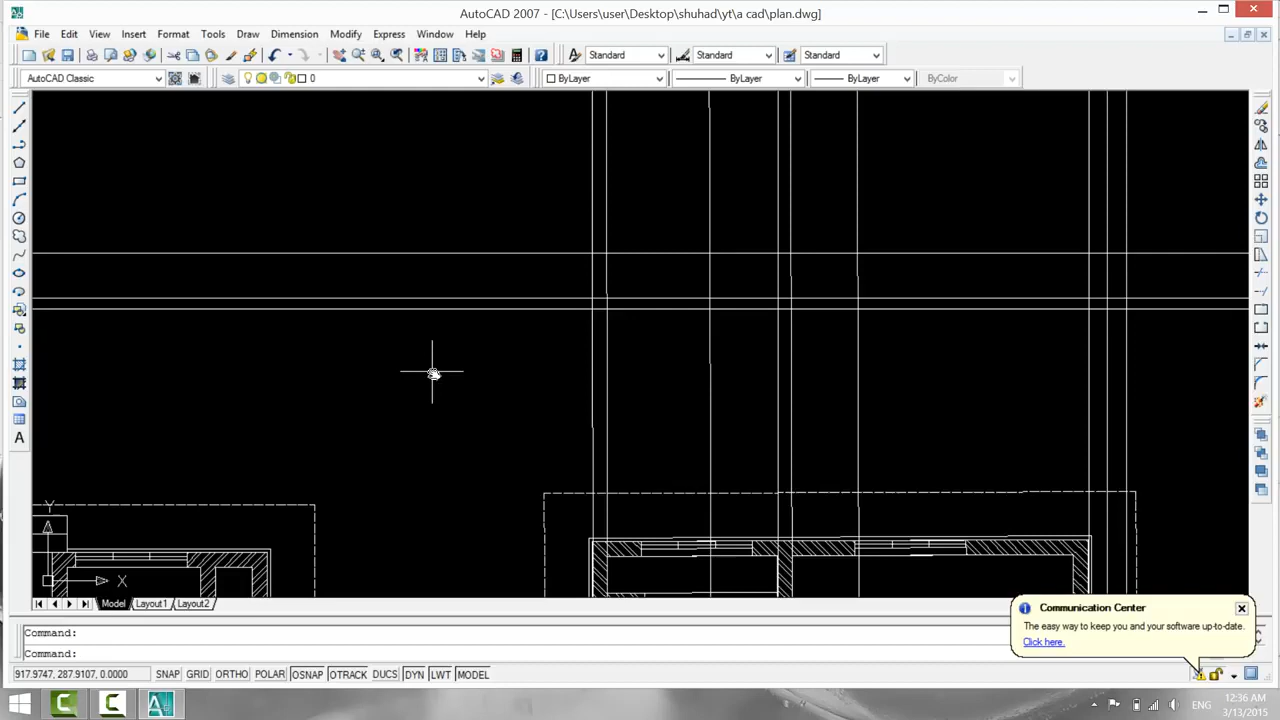 AutoCAD 2007 - [C:\Users\user\Desktop\shuhad\yt\a cad\plan.dwg]
File Edit View Insert Format Tools Draw Dimension Modify Express Window Help
Standard Standard Standard
AutoCAD Classic 0 ByLayer ByLayer ByLayer ByColor
A
Y
X
Model Layout1 Layout2
Command:
Command:
Communication Center
The easy way to keep you and your software up-to-date.
Click here.
917.9747, 287.9107, 0.0000 SNAP GRID ORTHO POLAR OSNAP OTRACK DUCS DYN LWT MODEL
ENG
12:36 AM
3/13/2015